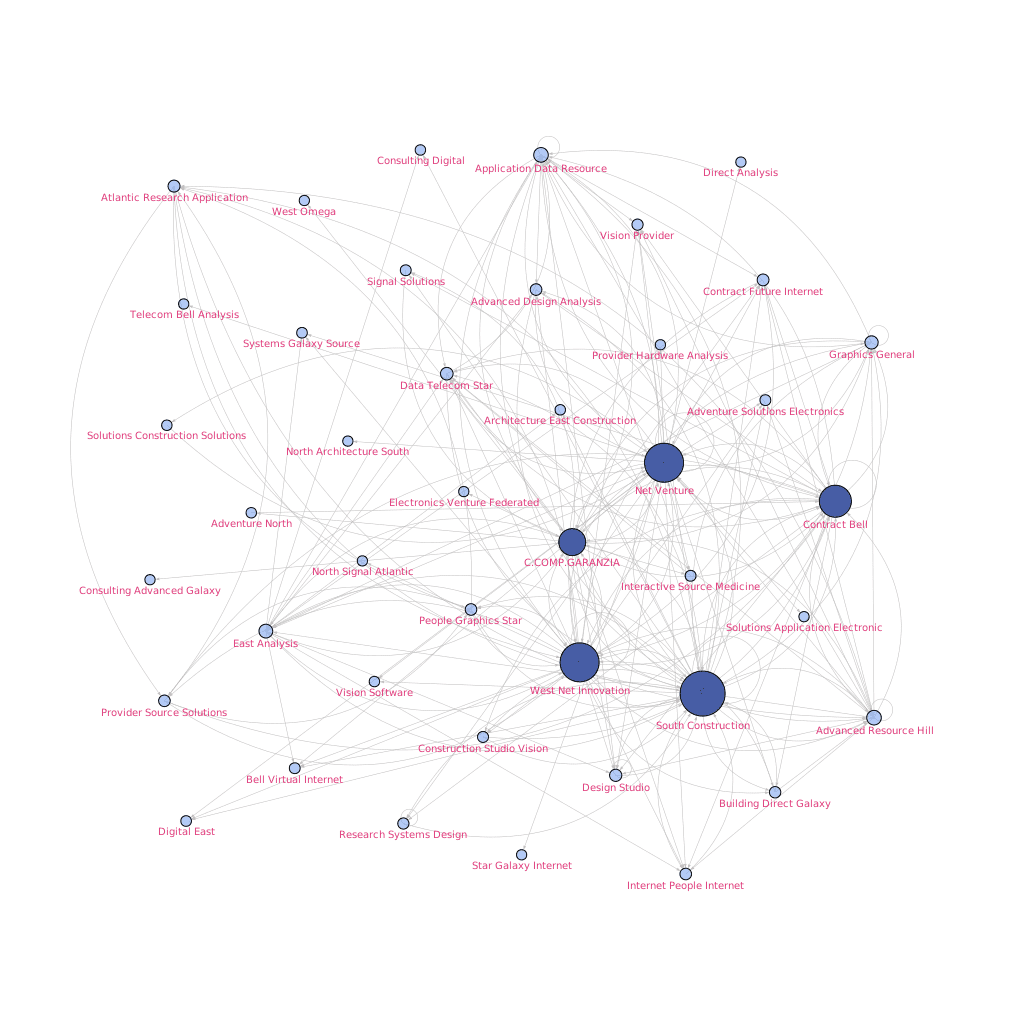 Consulting Digital
Application Data Resource
Direct Analysis
Atlantic Research Application
West Omega
Vision Provider
Signal Solutions
Contract Future Internet
Advanced Design Analysis
Telecom Bell Analysis
Systems Galaxy Source
Provider Hardware Analysis
Graphics General
Data Telecom Star
Adventure Solutions Electronics
Architecture East Construction
Solutions Construction Solutions
North Architecture South
Net Venture
Electronics Venture Federated
Adventure North
Contract Bell
C.COMP.GARANZIA
North Signal Atlantic
Interactive Source Medicine
Consulting Advanced Galaxy
People Graphics Star
Solutions Application Electronic
East Analysis
West Net Innovation
Vision Software
Provider Source Solutions
South Construction
Advanced Resource Hill
Construction Studio Vision
Bell Virtual Internet
Design Studio
Building Direct Galaxy
Digital East
Research Systems Design
Star Galaxy Internet
Internet People Internet